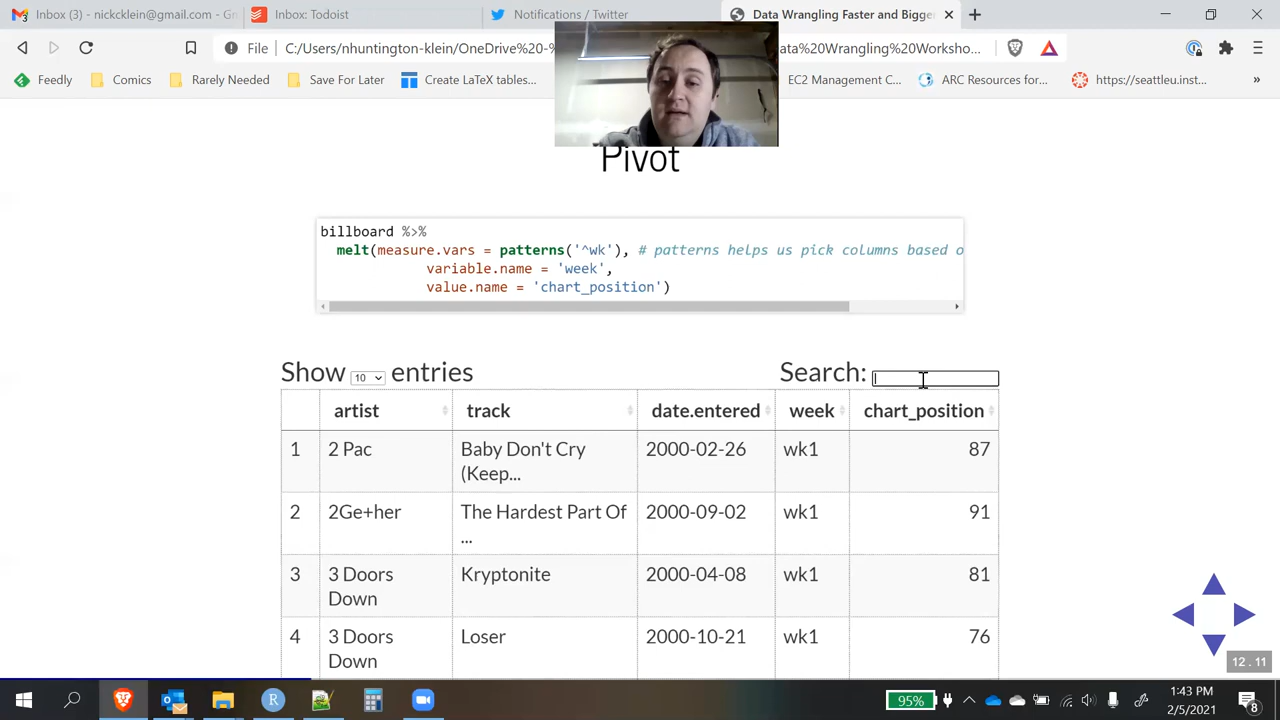 nickcklein@gmail.com - Gr
Inbox: Todoist
Notifications / Twitter
Data Wrangling Faster and Bigger
File
C:/Users/nhuntington-klein/OneDrive%20-%
ata%20Wrangling%20Worksho...
Feedly
Comics
Rarely Needed
Save For Later
Create LaTeX tables...
EC2 Management C...
ARC Resources for...
https://seattleu.inst...
»
Pivot
billboard %>%
melt(measure.vars = patterns('^wk'), # patterns helps us pick columns based o
variable.name = 'week',
value.name = 'chart_position')
Show 10 entries
Search:
artist track date.entered week chart_position
1 2 Pac Baby Don't Cry 2000-02-26 wk1 87
(Keep...
2 2Ge+her The Hardest Part Of 2000-09-02 wk1 91
...
3 3 Doors Kryptonite 2000-04-08 wk1 81
Down
4 3 Doors Loser 2000-10-21 wk1 76
Down
12.11
95%
1:43 PM
2/5/2021
8